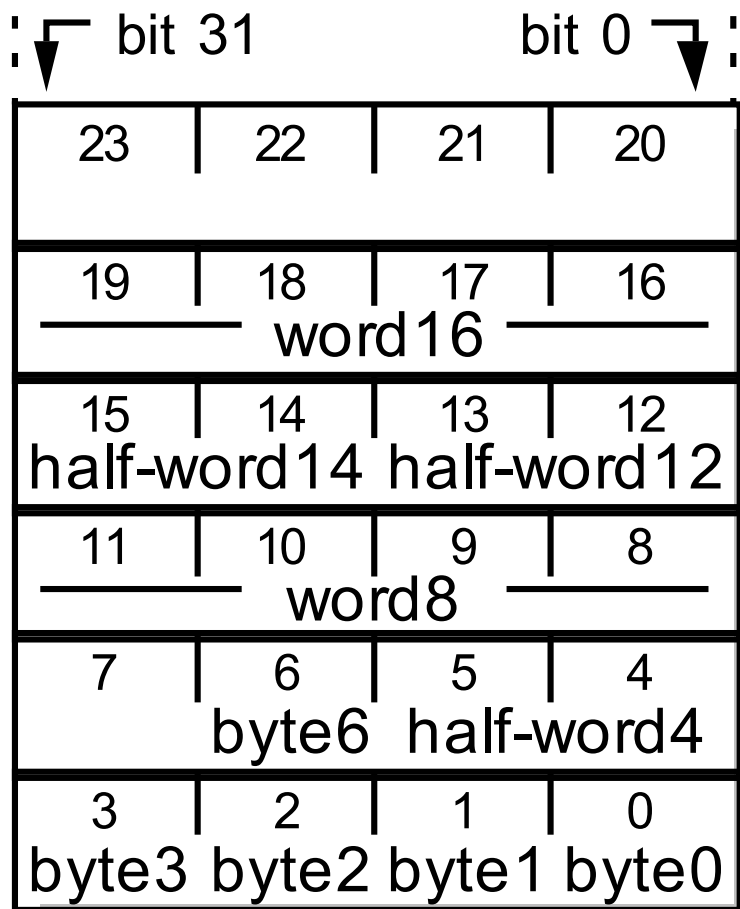 bit 31 bit 0
23 22 21 20
19 18 17 16
word16
15 14 13 12
half-word14 half-word12
11 10 9 8
word8
7 6 5 4
byte6 half-word4
3 2 1 0
byte3 byte2 byte1 byte0